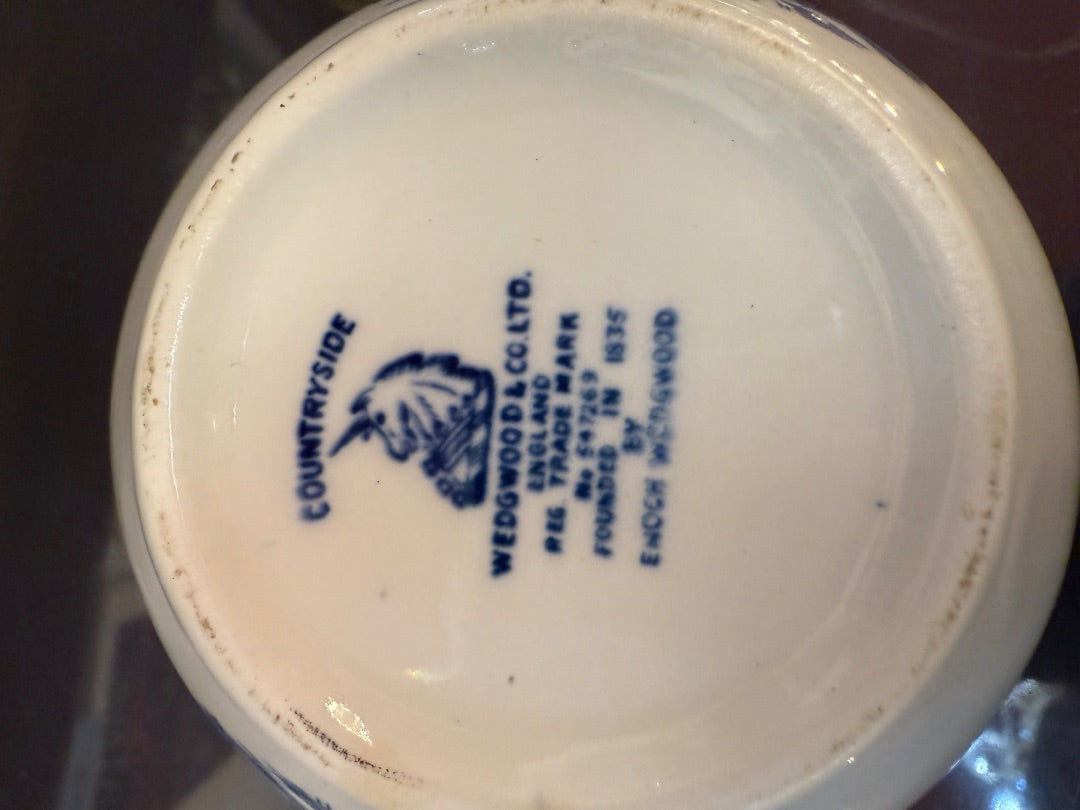 COUNTRYSIDE
WEDGWOOD & CO. LTD.
ENGLAND
REG. TRADE MARK
No 547269
FOUNDED IN 1835
BY
ENOCH WEDGWOOD